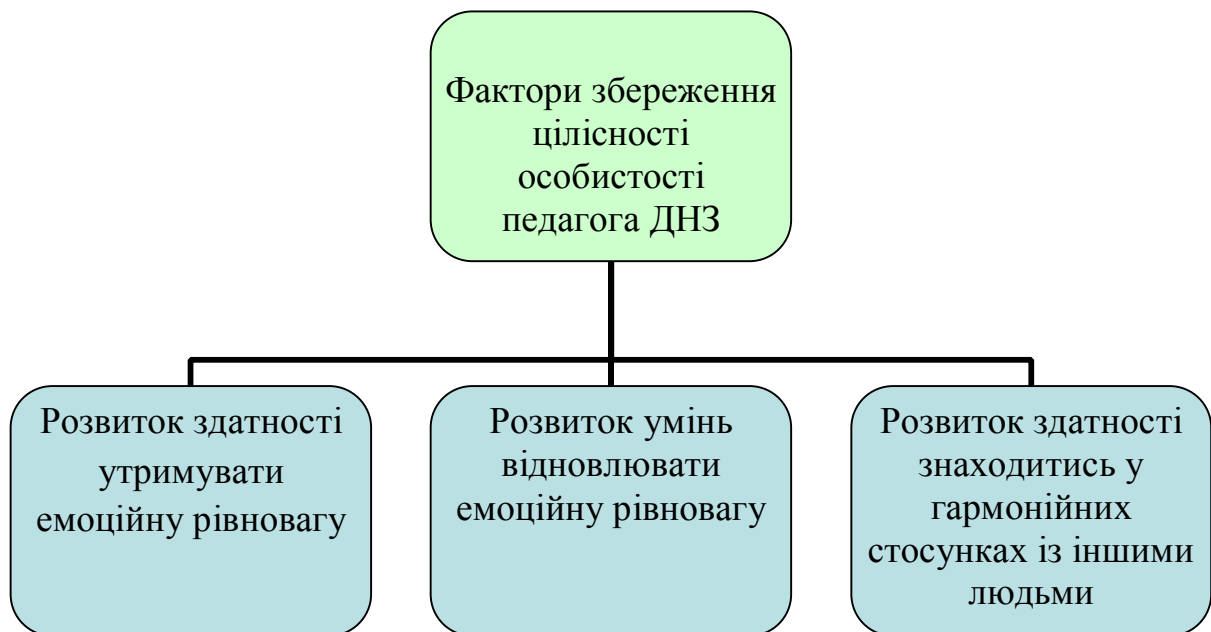 Фактори збереження
цілісності
особистості
педагога ДНЗ
Розвиток здатності
утримувати
емоційну рівновагу
Розвиток умінь
відновлювати
емоційну рівновагу
Розвиток здатності
знаходитись у
гармонійних
стосунках із іншими
людьми